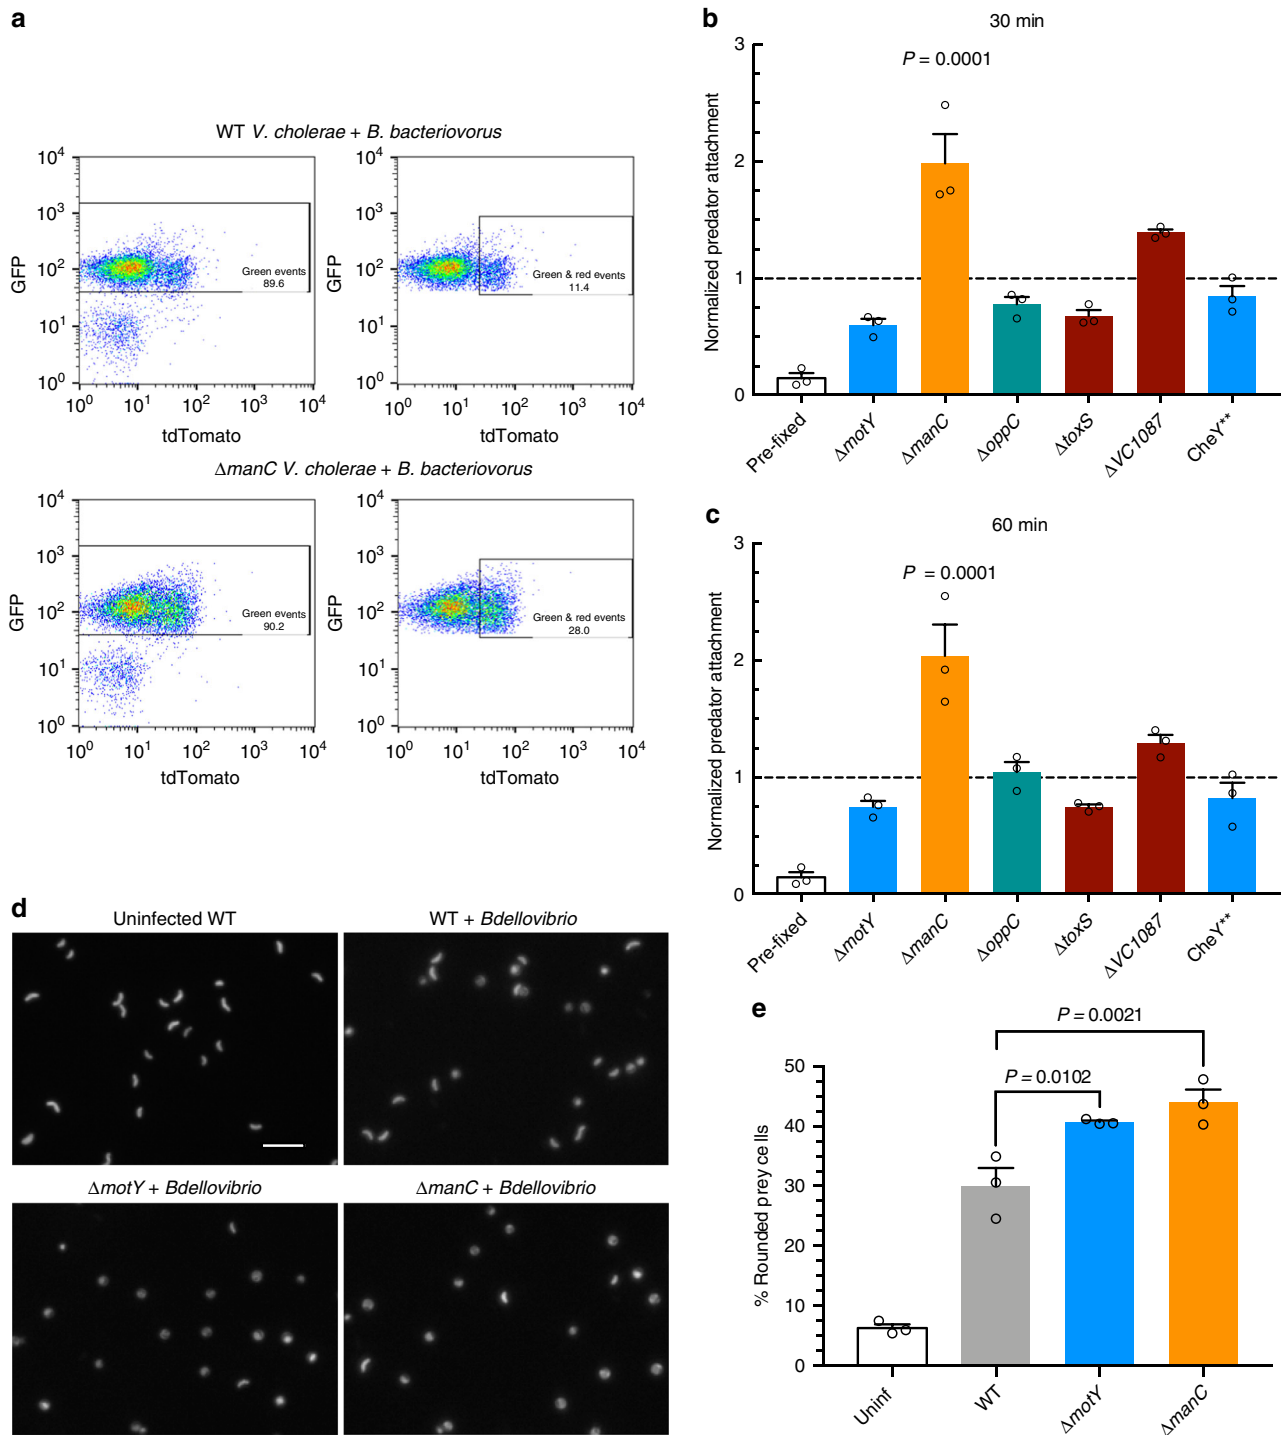 a
WT V. cholerae + B. bacteriovorus
10⁴
10³
10²
10¹
10⁰
GFP
Green events
89.6
10⁰ 10¹ 10² 10³ 10⁴
tdTomato
10⁴
10³
10²
10¹
10⁰
GFP
Green & red events
11.4
10⁰ 10¹ 10² 10³ 10⁴
tdTomato
ΔmanC V. cholerae + B. bacteriovorus
10⁴
10³
10²
10¹
10⁰
GFP
Green events
90.2
10⁰ 10¹ 10² 10³ 10⁴
tdTomato
10⁴
10³
10²
10¹
10⁰
GFP
Green & red events
28.0
10⁰ 10¹ 10² 10³ 10⁴
tdTomato
b
30 min
Normalized predator attachment
3
2
1
0
P = 0.0001
Pre-fixed
ΔmotY
ΔmanC
ΔoppC
ΔtoxS
ΔVC1087
CheY**
c
60 min
Normalized predator attachment
3
2
1
0
P = 0.0001
Pre-fixed
ΔmotY
ΔmanC
ΔoppC
ΔtoxS
ΔVC1087
CheY**
d
Uninfected WT
WT + Bdellovibrio
ΔmotY + Bdellovibrio
ΔmanC + Bdellovibrio
e
% Rounded prey cells
50
40
30
20
10
0
P = 0.0021
P = 0.0102
Uninf
WT
ΔmotY
ΔmanC